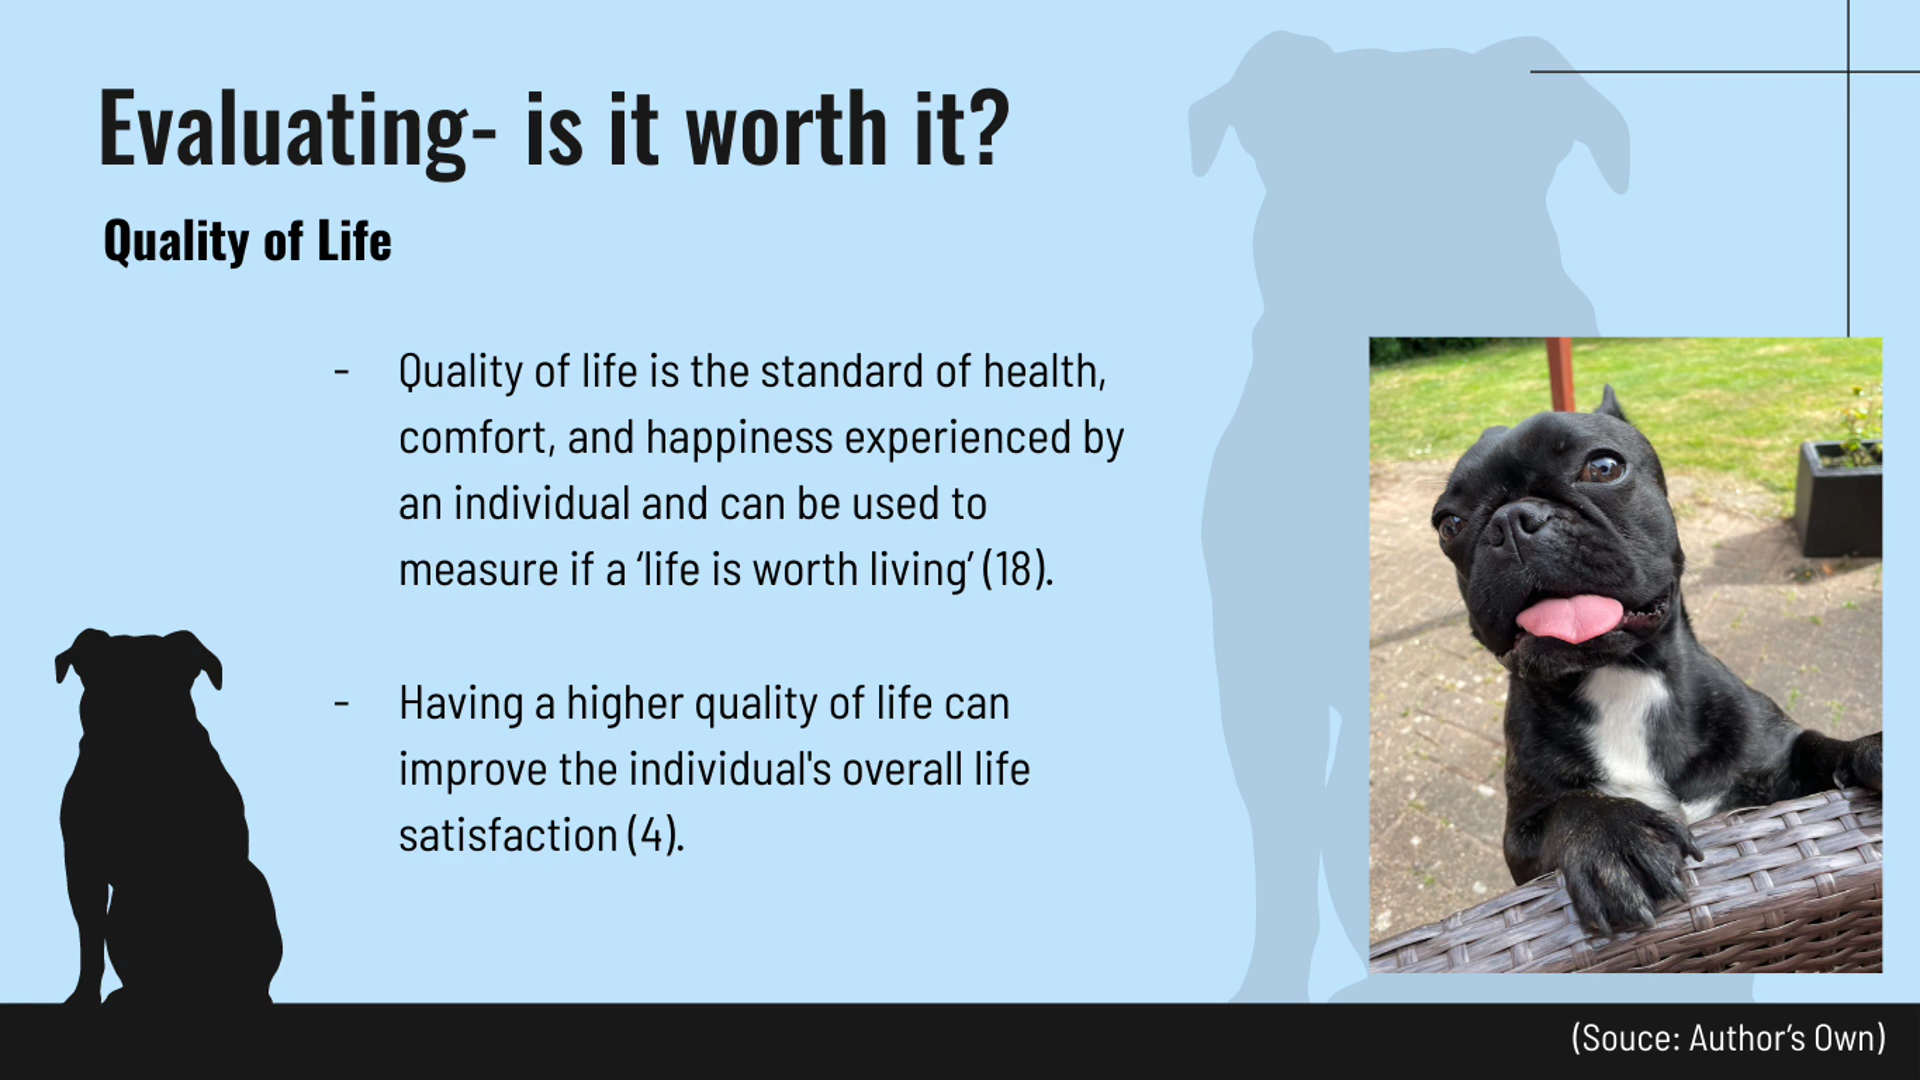 Evaluating- is it worth it?
Quality of Life
- Quality of life is the standard of health,
comfort, and happiness experienced by
an individual and can be used to
measure if a ‘life is worth living’ (18).
- Having a higher quality of life can
improve the individual's overall life
satisfaction (4).
(Souce: Author’s Own)